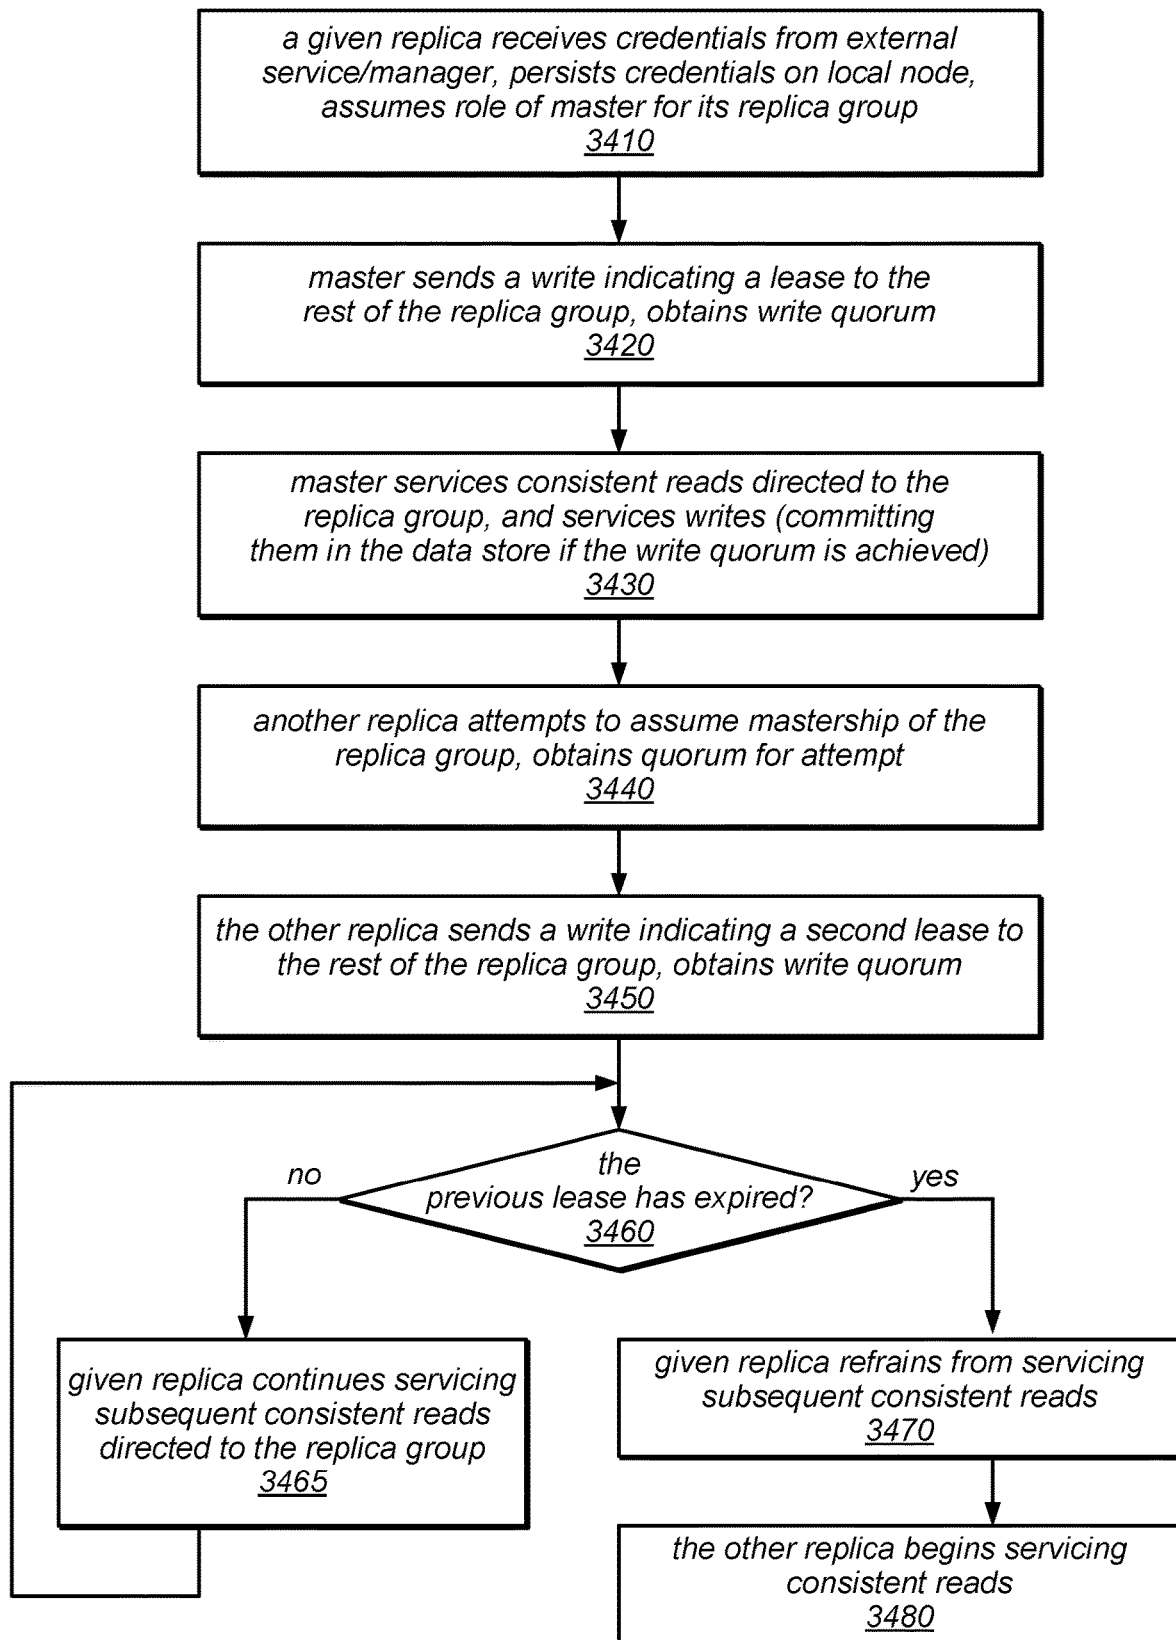 a given replica receives credentials from external
service/manager, persists credentials on local node,
assumes role of master for its replica group
3410
master sends a write indicating a lease to the
rest of the replica group, obtains write quorum
3420
master services consistent reads directed to the
replica group, and services writes (committing
them in the data store if the write quorum is achieved)
3430
another replica attempts to assume mastership of the
replica group, obtains quorum for attempt
3440
the other replica sends a write indicating a second lease to
the rest of the replica group, obtains write quorum
3450
the
previous lease has expired?
3460
no
yes
given replica continues servicing
subsequent consistent reads
directed to the replica group
3465
given replica refrains from servicing
subsequent consistent reads
3470
the other replica begins servicing
consistent reads
3480